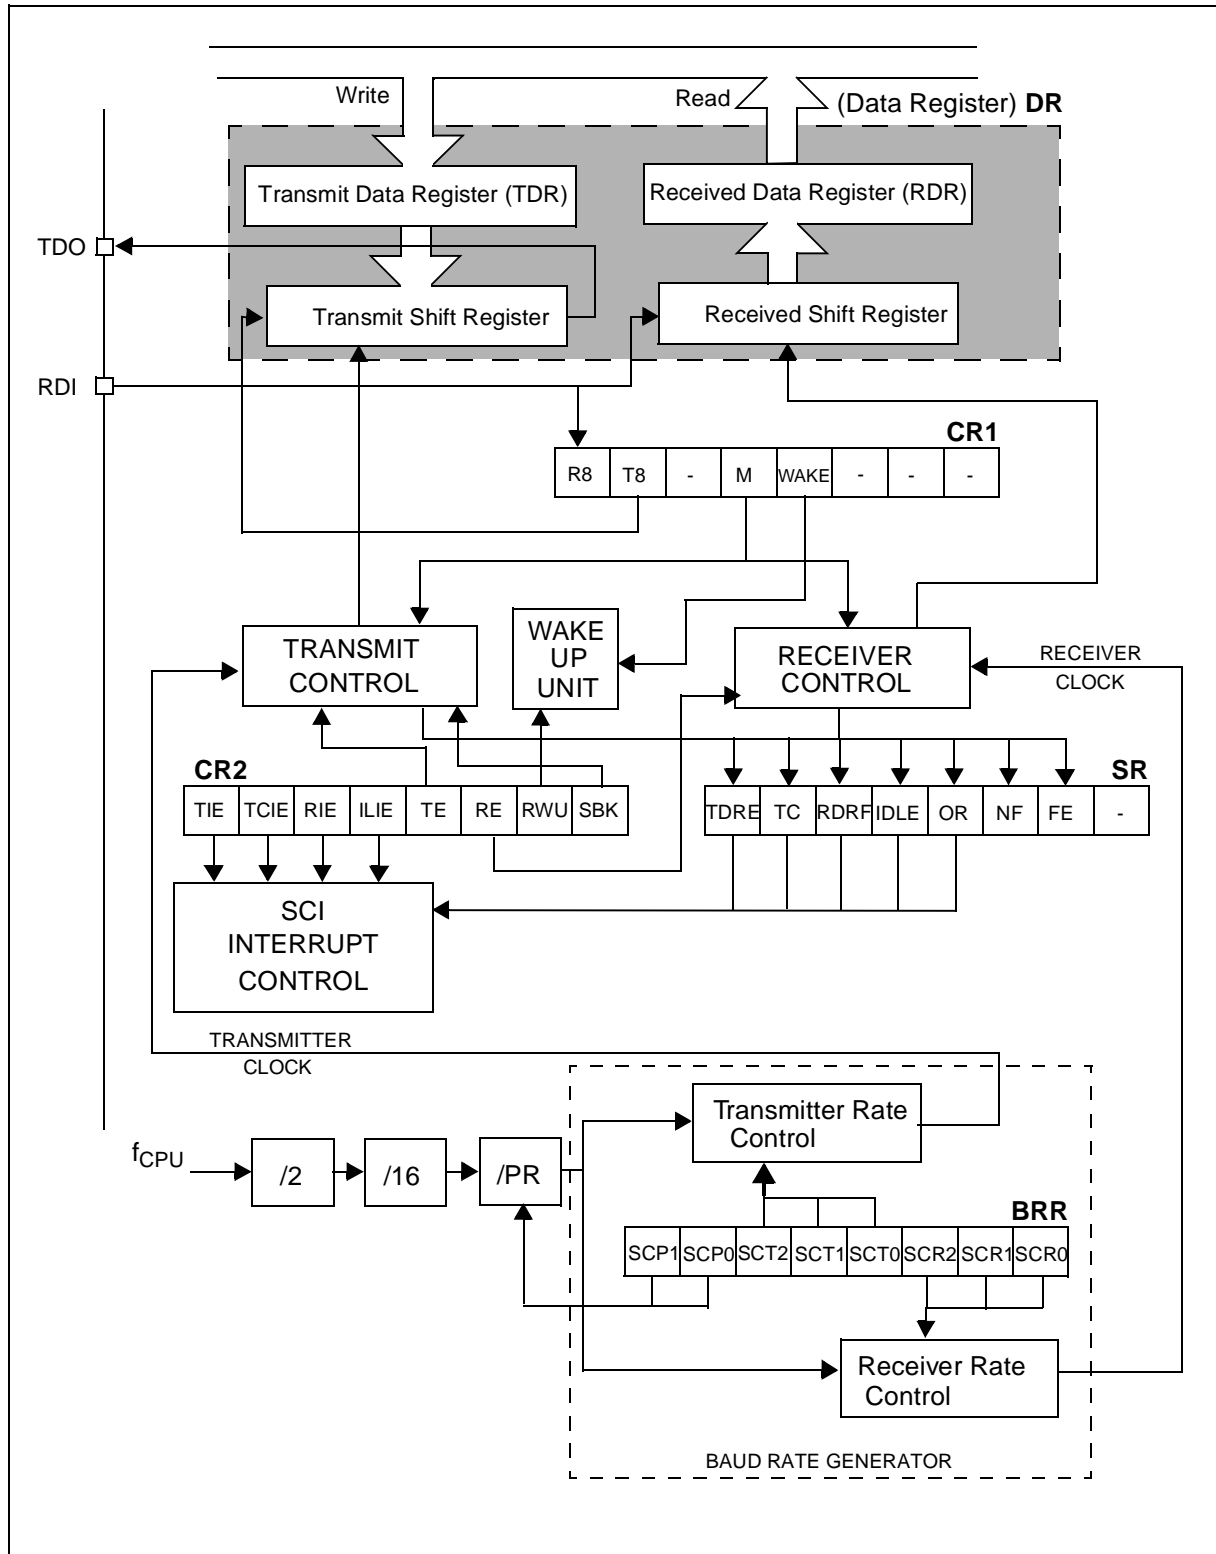 Write
Read
(Data Register) DR
Transmit Data Register (TDR)
Received Data Register (RDR)
TDO
Transmit Shift Register
Received Shift Register
RDI
CR1
R8 T8 - M WAKE - - -
TRANSMIT
CONTROL
WAKE
UP
UNIT
RECEIVER
CONTROL
RECEIVER
CLOCK
CR2
SR
TIE TCIE RIE ILIE TE RE RWU SBK
TDRE TC RDRF IDLE OR NF FE -
SCI
INTERRUPT
CONTROL
TRANSMITTER
CLOCK
Transmitter Rate
Control
fCPU
/2
/16
/PR
BRR
SCP1 SCP0 SCT2 SCT1 SCT0 SCR2 SCR1 SCR0
Receiver Rate
Control
BAUD RATE GENERATOR